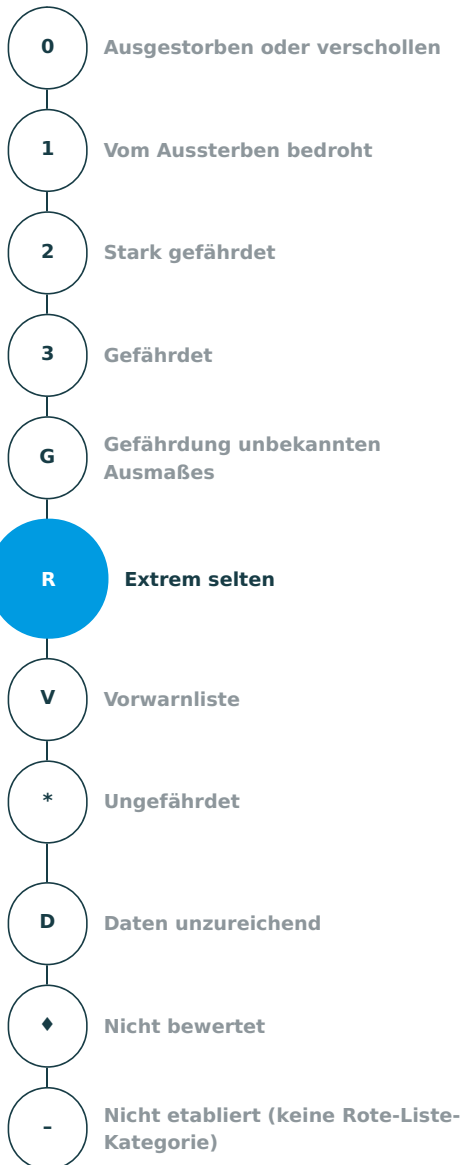 0 Ausgestorben oder verschollen
1 Vom Aussterben bedroht
2 Stark gefährdet
3 Gefährdet
G Gefährdung unbekannten
Ausmaßes
R Extrem selten
V Vorwarnliste
* Ungefährdet
D Daten unzureichend
♦ Nicht bewertet
– Nicht etabliert (keine Rote-Liste-
Kategorie)